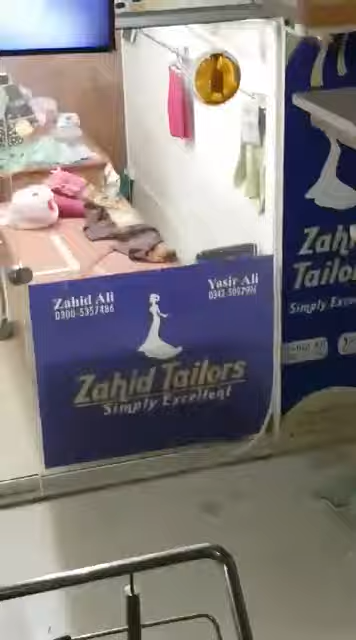 Zahid Ali
0300-5357486
Yasir Ali
Zahid Tailors
Simply Excellent
Zah
Tailo
Simply Exce